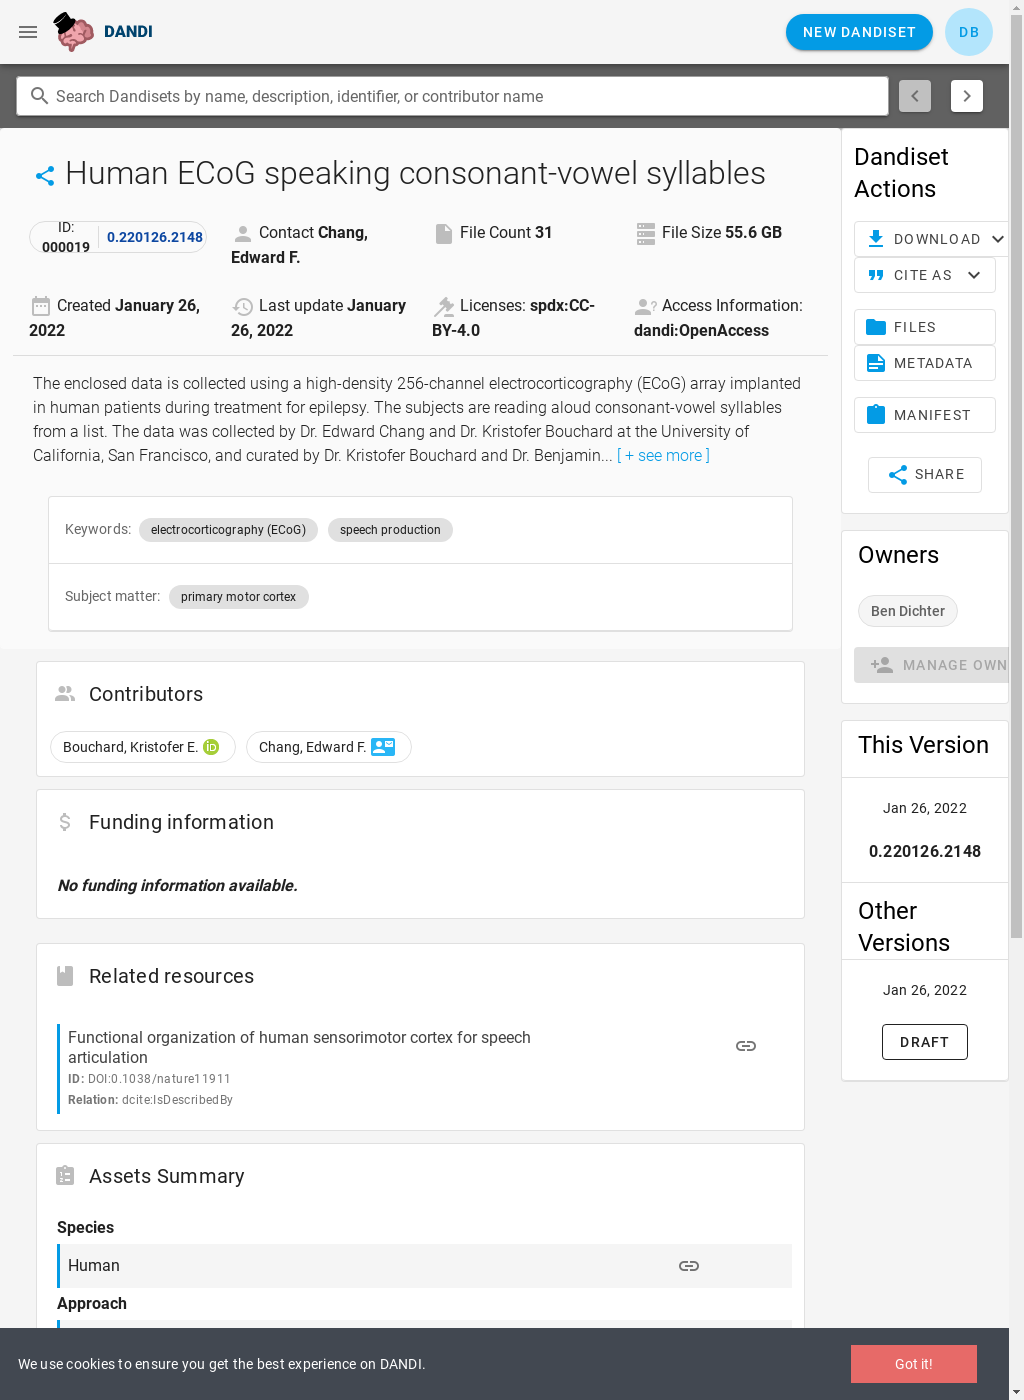 DANDI
NEW DANDISET
DB
Search Dandisets by name, description, identifier, or contributor name
Human ECoG speaking consonant-vowel syllables
ID:
000019
0.220126.2148
Contact Chang,
Edward F.
File Count 31
File Size 55.6 GB
Created January 26,
2022
Last update January
26, 2022
Licenses: spdx:CC-
BY-4.0
Access Information:
dandi:OpenAccess
The enclosed data is collected using a high-density 256-channel electrocorticography (ECoG) array implanted
in human patients during treatment for epilepsy. The subjects are reading aloud consonant-vowel syllables
from a list. The data was collected by Dr. Edward Chang and Dr. Kristofer Bouchard at the University of
California, San Francisco, and curated by Dr. Kristofer Bouchard and Dr. Benjamin... [ + see more ]
Keywords: electrocorticography (ECoG) speech production
Subject matter: primary motor cortex
Contributors
Bouchard, Kristofer E. iD
Chang, Edward F.
Funding information
No funding information available.
Related resources
Functional organization of human sensorimotor cortex for speech
articulation
ID: DOI:0.1038/nature11911
Relation: dcite:IsDescribedBy
Assets Summary
Species
Human
Approach
Dandiset
Actions
DOWNLOAD
CITE AS
FILES
METADATA
MANIFEST
SHARE
Owners
Ben Dichter
MANAGE OWN
This Version
Jan 26, 2022
0.220126.2148
Other
Versions
Jan 26, 2022
DRAFT
We use cookies to ensure you get the best experience on DANDI.
Got it!